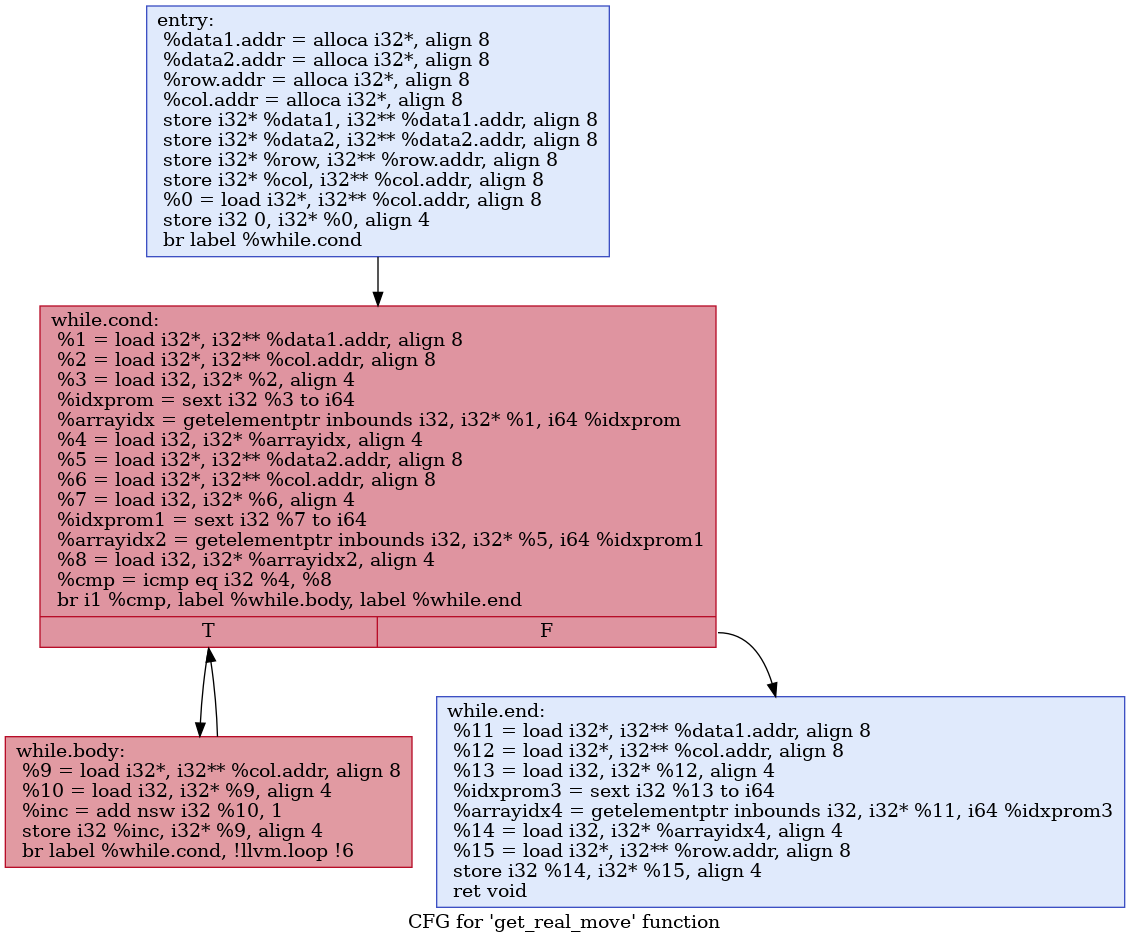 entry:
%data1.addr = alloca i32*, align 8
%data2.addr = alloca i32*, align 8
%row.addr = alloca i32*, align 8
%col.addr = alloca i32*, align 8
store i32* %data1, i32** %data1.addr, align 8
store i32* %data2, i32** %data2.addr, align 8
store i32* %row, i32** %row.addr, align 8
store i32* %col, i32** %col.addr, align 8
%0 = load i32*, i32** %col.addr, align 8
store i32 0, i32* %0, align 4
br label %while.cond
while.cond:
%1 = load i32*, i32** %data1.addr, align 8
%2 = load i32*, i32** %col.addr, align 8
%3 = load i32, i32* %2, align 4
%idxprom = sext i32 %3 to i64
%arrayidx = getelementptr inbounds i32, i32* %1, i64 %idxprom
%4 = load i32, i32* %arrayidx, align 4
%5 = load i32*, i32** %data2.addr, align 8
%6 = load i32*, i32** %col.addr, align 8
%7 = load i32, i32* %6, align 4
%idxprom1 = sext i32 %7 to i64
%arrayidx2 = getelementptr inbounds i32, i32* %5, i64 %idxprom1
%8 = load i32, i32* %arrayidx2, align 4
%cmp = icmp eq i32 %4, %8
br i1 %cmp, label %while.body, label %while.end
T F
while.body:
%9 = load i32*, i32** %col.addr, align 8
%10 = load i32, i32* %9, align 4
%inc = add nsw i32 %10, 1
store i32 %inc, i32* %9, align 4
br label %while.cond, !llvm.loop !6
while.end:
%11 = load i32*, i32** %data1.addr, align 8
%12 = load i32*, i32** %col.addr, align 8
%13 = load i32, i32* %12, align 4
%idxprom3 = sext i32 %13 to i64
%arrayidx4 = getelementptr inbounds i32, i32* %11, i64 %idxprom3
%14 = load i32, i32* %arrayidx4, align 4
%15 = load i32*, i32** %row.addr, align 8
store i32 %14, i32* %15, align 4
ret void
CFG for 'get_real_move' function